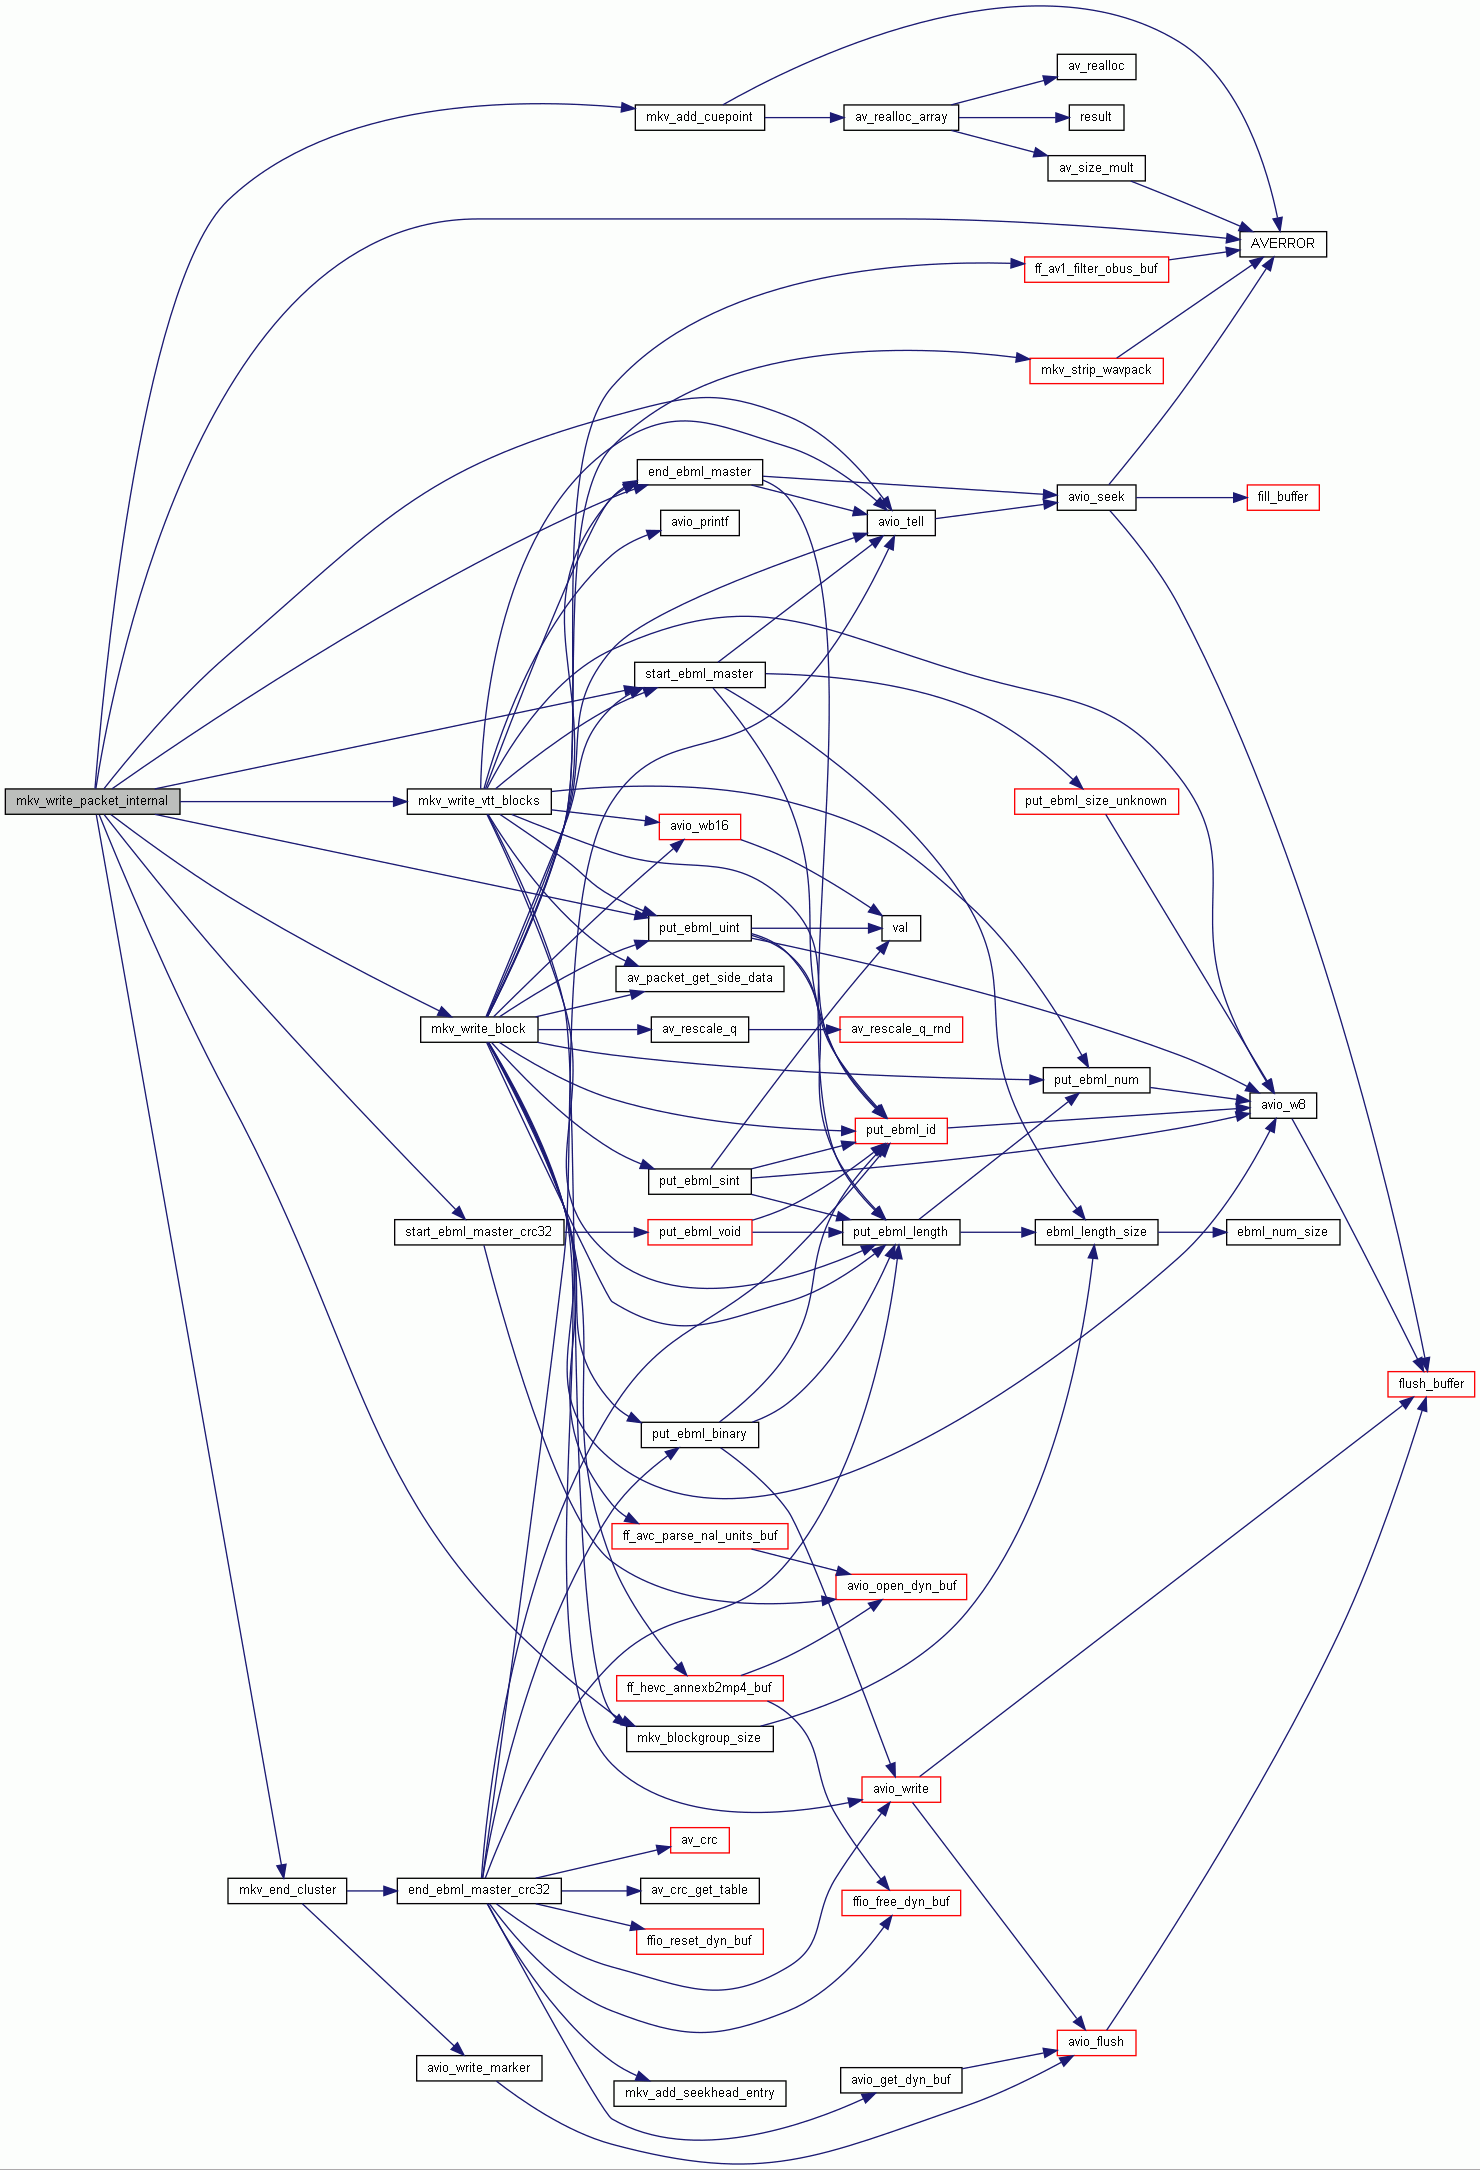 av_realloc
mkv_add_cuepoint
av_realloc_array
result
av_size_mult
AVERROR
ff_av1_filter_obus_buf
mkv_strip_wavpack
end_ebml_master
avio_seek
fill_buffer
avio_printf
avio_tell
start_ebml_master
mkv_write_packet_internal
mkv_write_vtt_blocks
put_ebml_size_unknown
avio_wb16
put_ebml_uint
val
av_packet_get_side_data
mkv_write_block
av_rescale_q
av_rescale_q_rnd
put_ebml_num
avio_w8
put_ebml_id
put_ebml_sint
start_ebml_master_crc32
put_ebml_void
put_ebml_length
ebml_length_size
ebml_num_size
flush_buffer
put_ebml_binary
ff_avc_parse_nal_units_buf
avio_open_dyn_buf
ff_hevc_annexb2mp4_buf
mkv_blockgroup_size
avio_write
av_crc
mkv_end_cluster
end_ebml_master_crc32
av_crc_get_table
ffio_free_dyn_buf
ffio_reset_dyn_buf
avio_flush
avio_write_marker
avio_get_dyn_buf
mkv_add_seekhead_entry